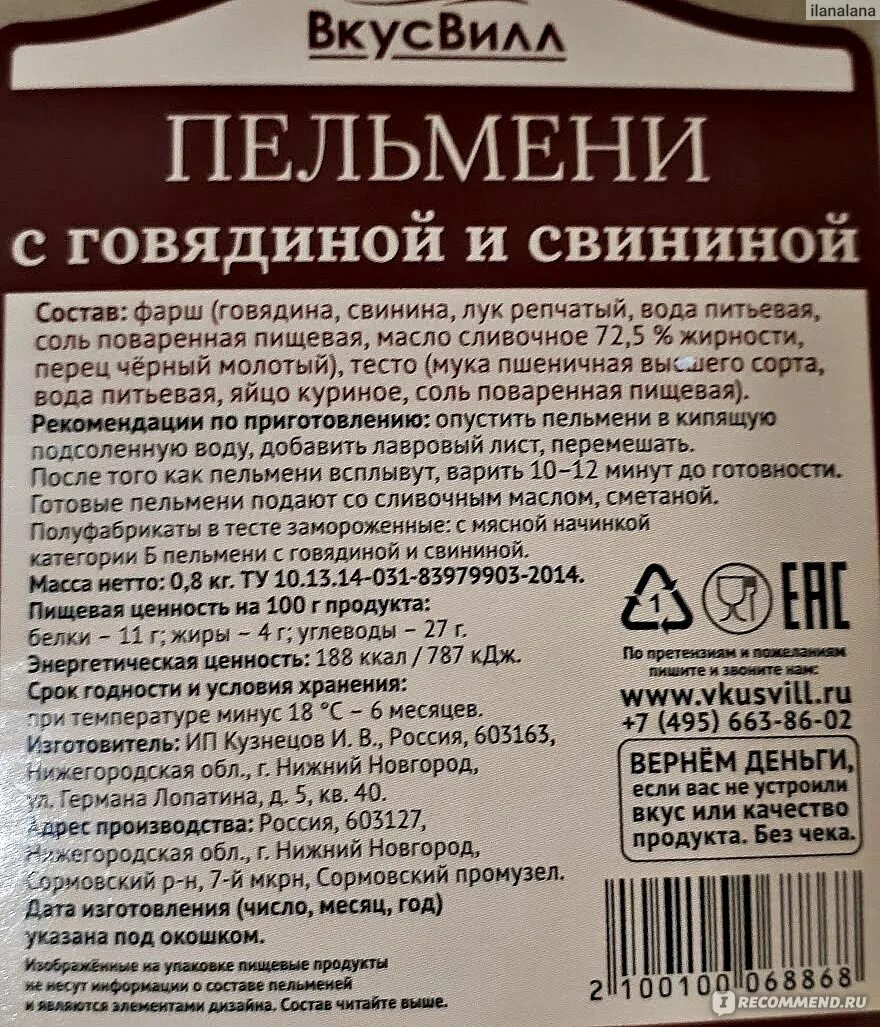 ilanalana
ВкусВилл
ПЕЛЬМЕНИ
с говядиной и свининой
Состав: фарш (говядина, свинина, лук репчатый, вода питьевая,
соль поваренная пищевая, масло сливочное 72,5 % жирности,
перец чёрный молотый), тесто (мука пшеничная высшего сорта,
вода питьевая, яйцо куриное, соль поваренная пищевая).
Рекомендации по приготовлению: опустить пельмени в кипящую
подсоленную воду, добавить лавровый лист, перемешать.
После того как пельмени всплывут, варить 10–12 минут до готовности.
Готовые пельмени подают со сливочным маслом, сметаной.
Полуфабрикаты в тесте замороженные: с мясной начинкой
категории Б пельмени с говядиной и свининой.
Масса нетто: 0,8 кг. ТУ 10.13.14-031-83979903-2014.
Пищевая ценность на 100 г продукта:
белки – 11 г; жиры – 4 г; углеводы – 27 г.
Энергетическая ценность: 188 ккал / 787 кДж.
Срок годности и условия хранения:
при температуре минус 18 °С – 6 месяцев.
Изготовитель: ИП Кузнецов И. В., Россия, 603163,
Нижегородская обл., г. Нижний Новгород,
ул. Германа Лопатина, д. 5, кв. 40.
Адрес производства: Россия, 603127,
Нижегородская обл., г. Нижний Новгород,
Сормовский р-н, 7-й мкрн, Сормовский промузел.
Дата изготовления (число, месяц, год)
указана под окошком.
Изображённые на упаковке пищевые продукты
не несут информации о составе пельменей
и являются элементами дизайна. Состав читайте выше.
1
EAC
По претензиям и пожеланиям
пишите и звоните нам:
www.vkusvill.ru
+7 (495) 663-86-02
ВЕРНЁМ ДЕНЬГИ,
если вас не устроили
вкус или качество
продукта. Без чека.
2 100100 068868
IRECOMMEND.RU